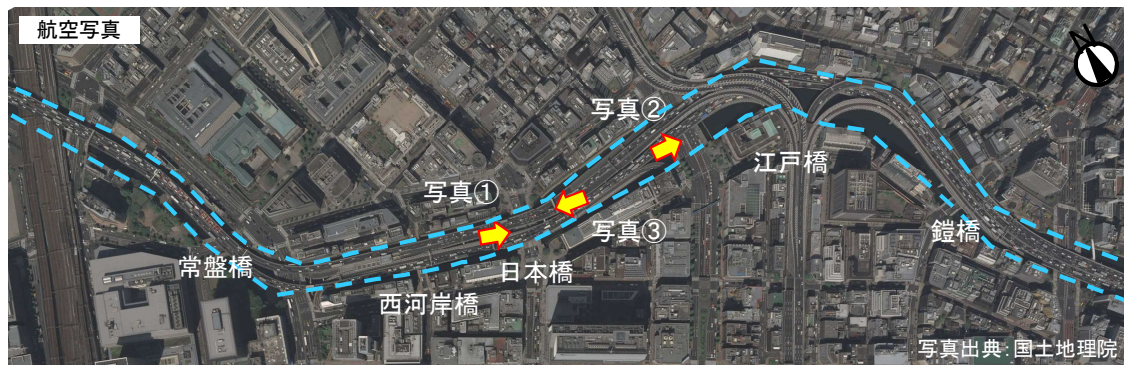 航空写真
N
写真②
江戸橋
写真①
写真③
鎧橋
常盤橋
日本橋
西河岸橋
写真出典：国土地理院